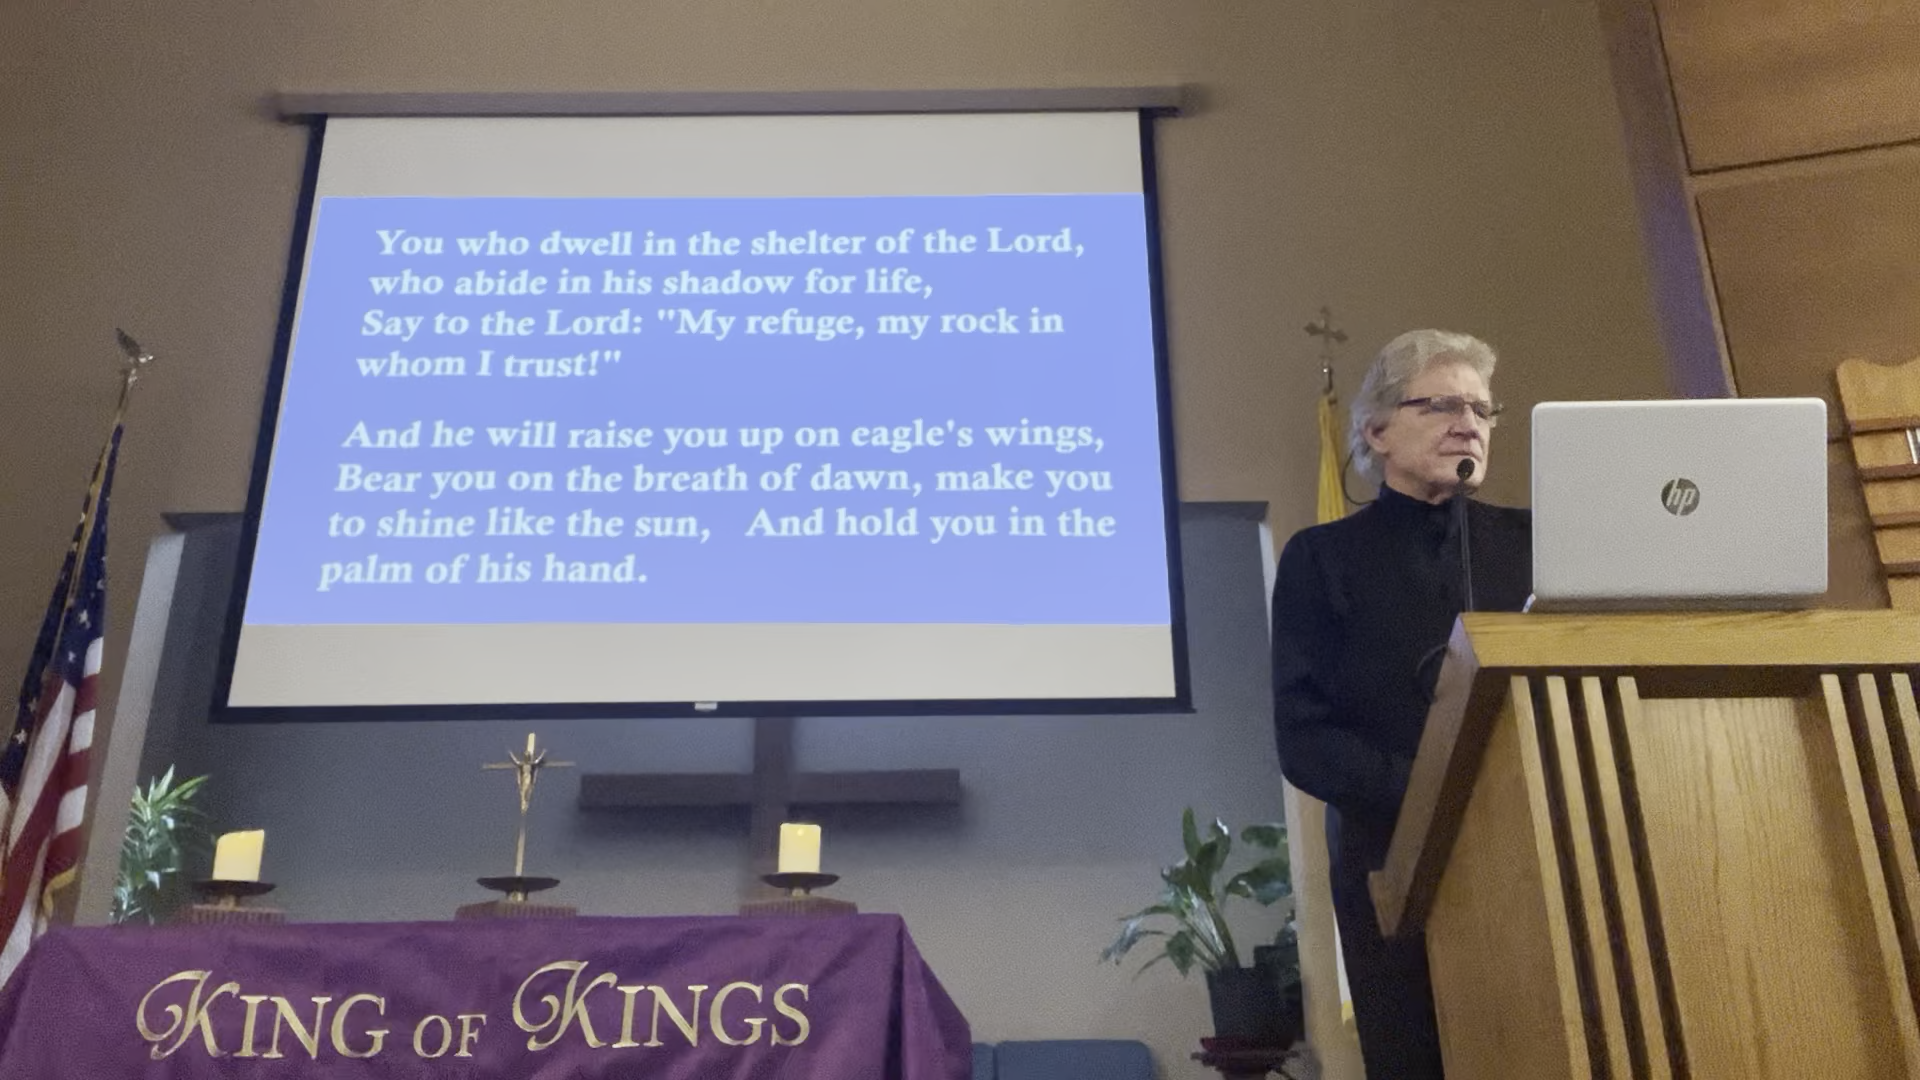 You who dwell in the shelter of the Lord,
who abide in his shadow for life,
Say to the Lord: "My refuge, my rock in
whom I trust!"
And he will raise you up on eagle's wings,
Bear you on the breath of dawn, make you
to shine like the sun, And hold you in the
palm of his hand.
hp
KING OF KINGS